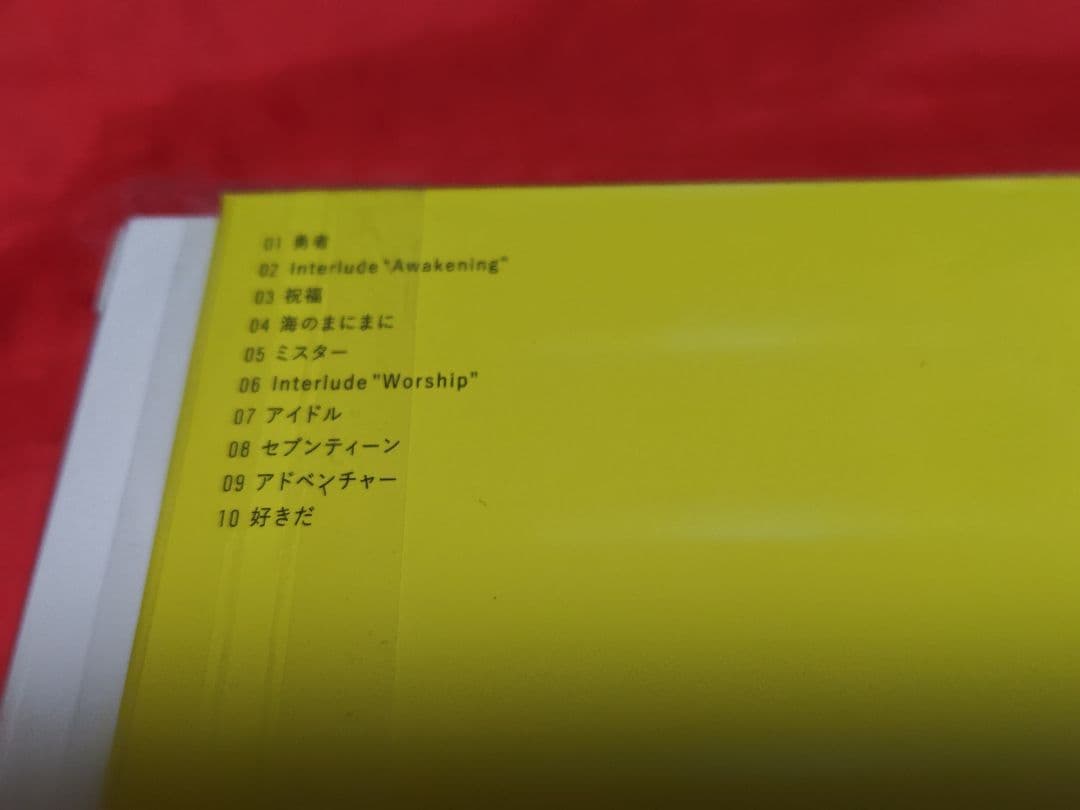 01 勇者
02 Interlude "Awakening"
03 祝福
04 海のまにまに
05 ミスター
06 Interlude "Worship"
07 アイドル
08 セブンティーン
09 アドベンチャー
10 好きだ